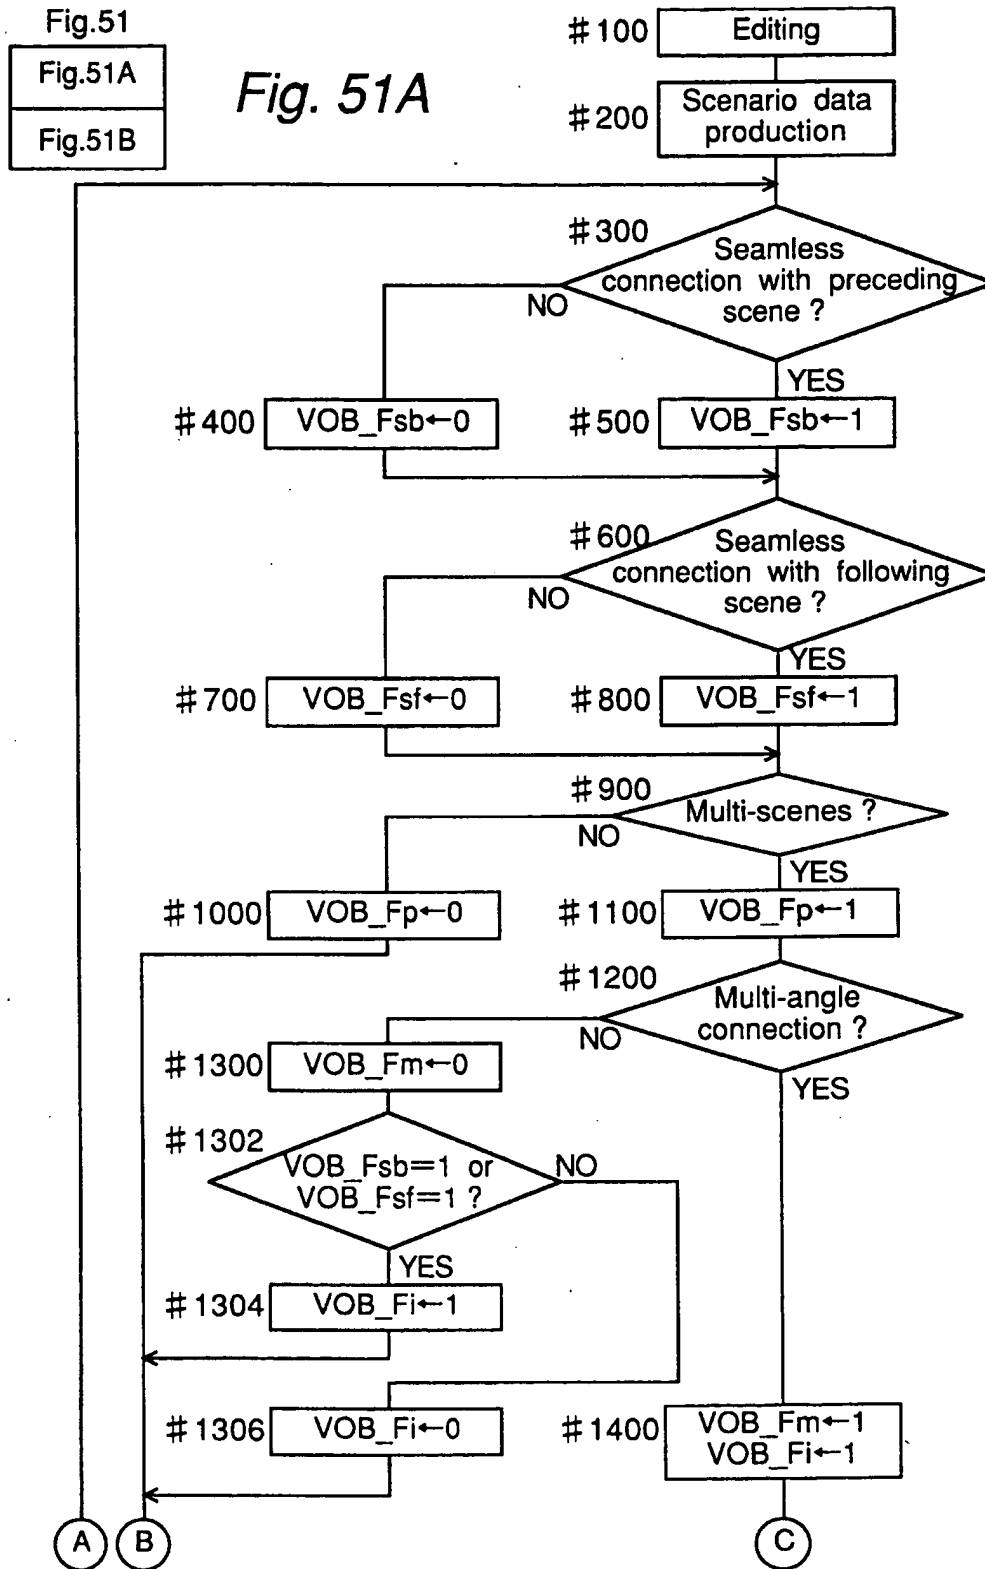 Fig.51
Fig.51A
Fig.51B
Fig. 51A
#100
Editing
#200
Scenario data
production
#300
Seamless
connection with preceding
scene ?
NO
YES
#400
VOB_Fsb←0
#500
VOB_Fsb←1
#600
Seamless
connection with following
scene ?
NO
YES
#700
VOB_Fsf←0
#800
VOB_Fsf←1
#900
Multi-scenes ?
NO
YES
#1000
VOB_Fp←0
#1100
VOB_Fp←1
#1200
Multi-angle
connection ?
NO
YES
#1300
VOB_Fm←0
#1302
VOB_Fsb=1 or
VOB_Fsf=1 ?
NO
YES
#1304
VOB_Fi←1
#1306
VOB_Fi←0
#1400
VOB_Fm←1
VOB_Fi←1
A
B
C